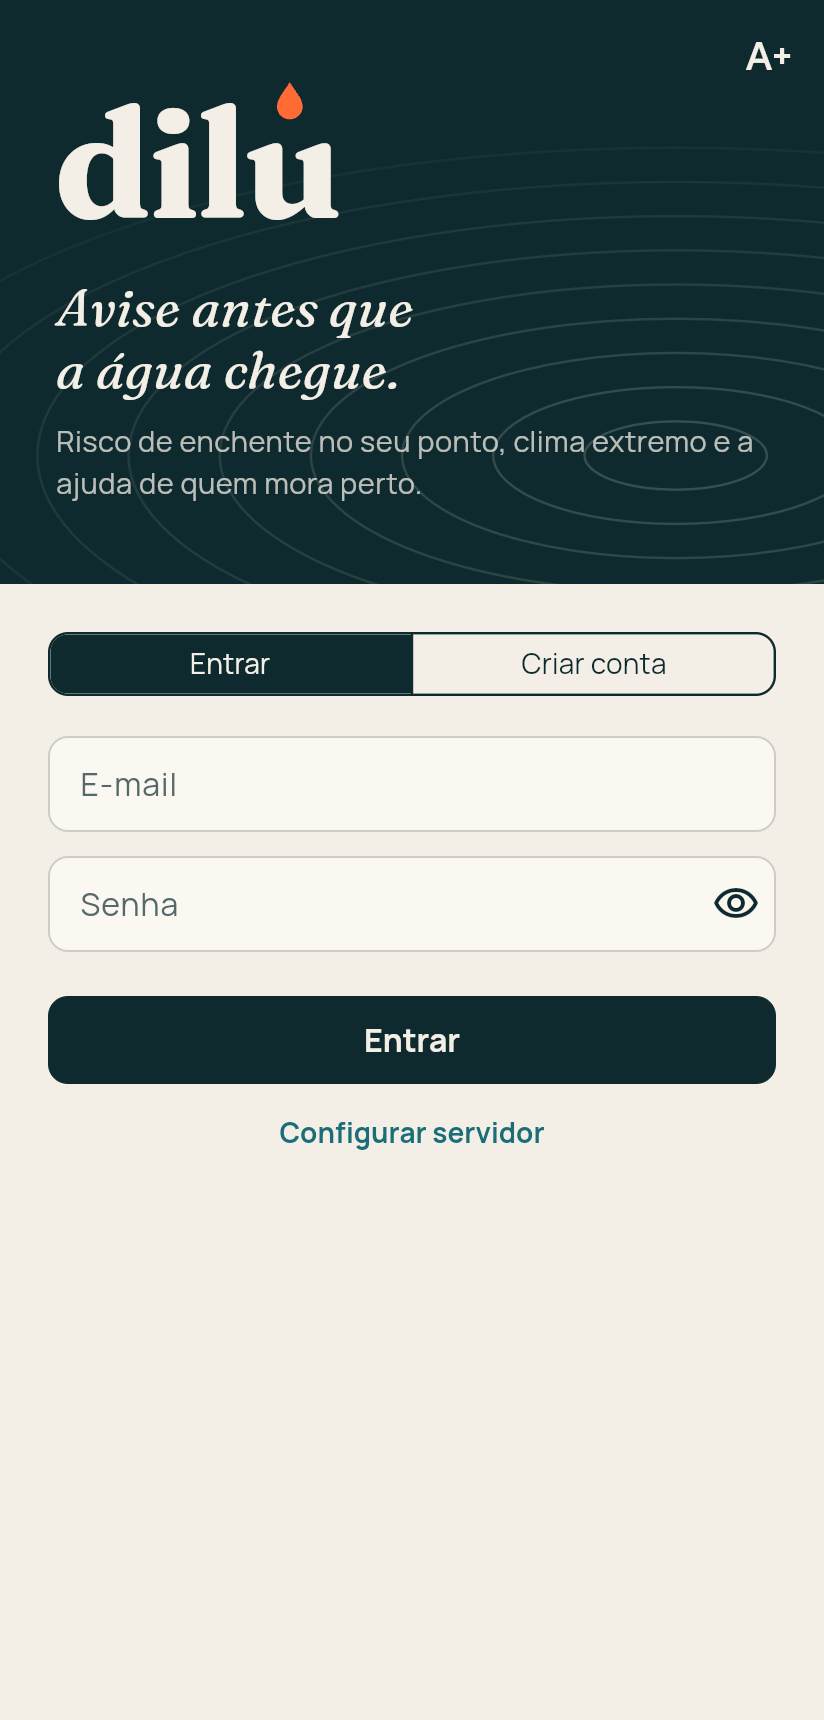 A+
dilu
Avise antes que
a água chegue.
Risco de enchente no seu ponto, clima extremo e a
ajuda de quem mora perto.
Entrar
Criar conta
E-mail
Senha
Entrar
Configurar servidor